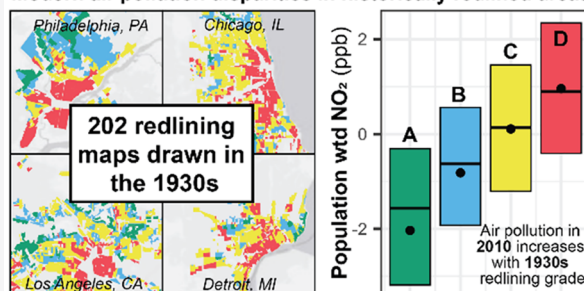 Philadelphia, PA
Chicago, IL
202 redlining
maps drawn in
the 1930s
Los Angeles, CA
Detroit, MI
Population wtd NO₂ (ppb)
2
0
-2
A
B
C
D
Air pollution in
2010 increases
with 1930s
redlining grade